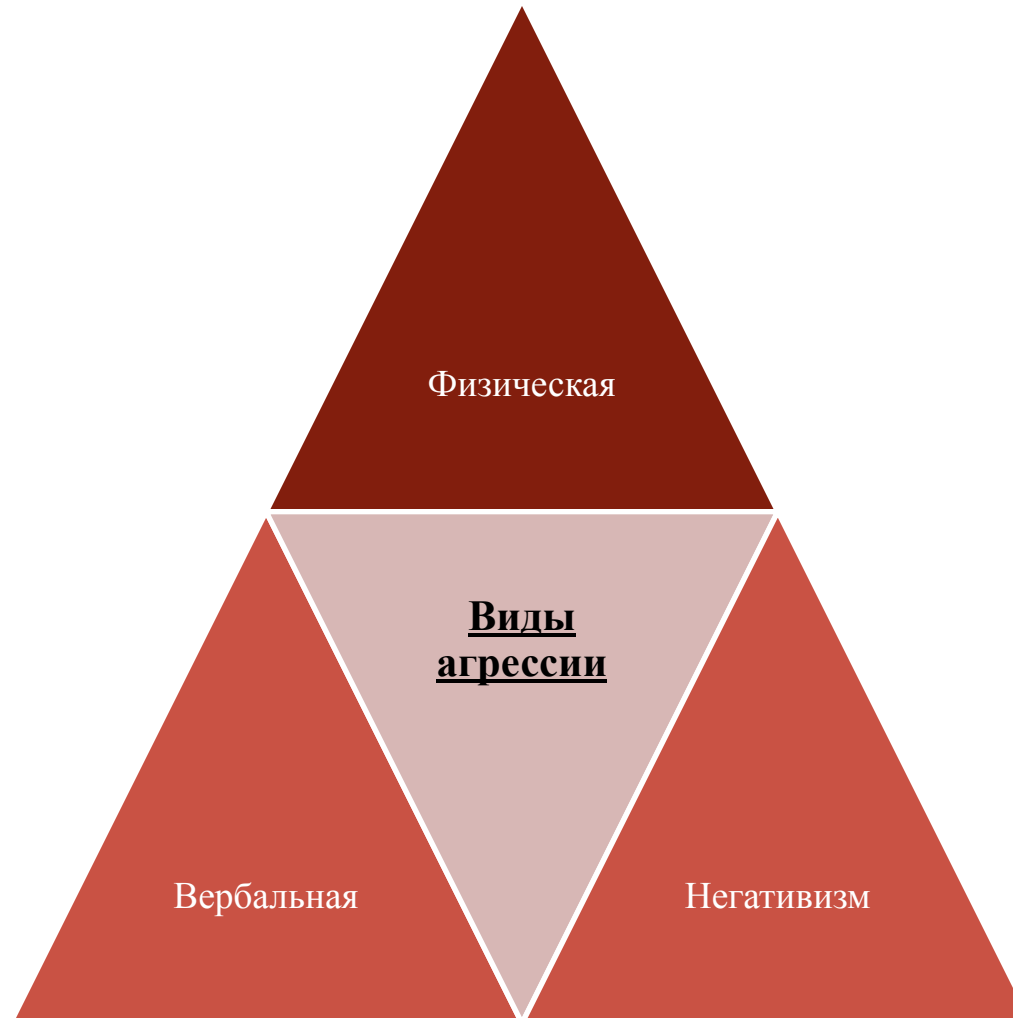 Физическая
Виды
агрессии
Вербальная
Негативизм